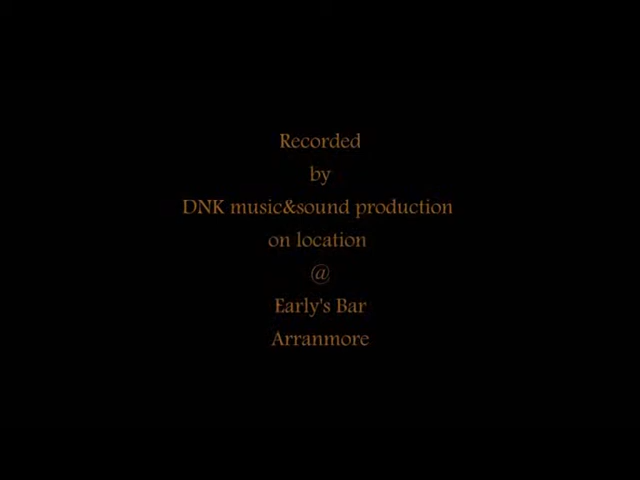 Recorded
by
DNK music&sound production
on location
@
Early's Bar
Arranmore